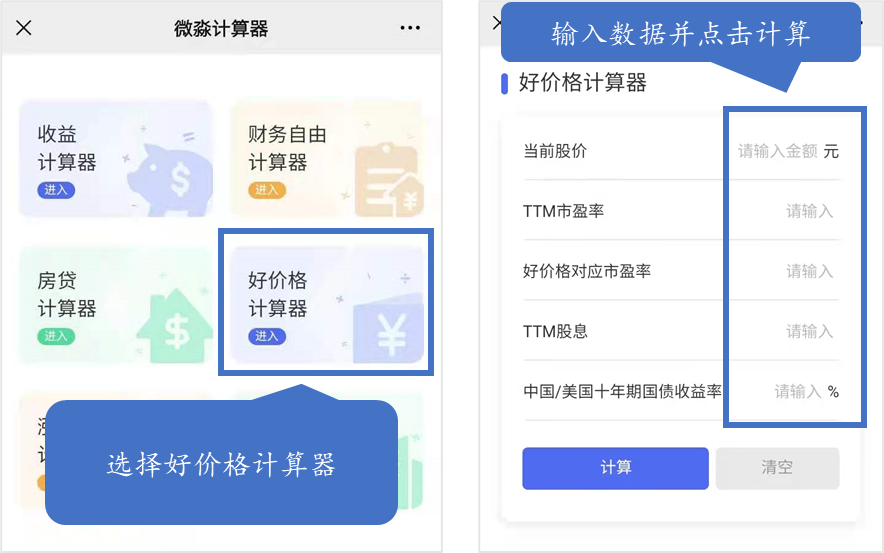 微淼计算器
收益
计算器
进入
财务自由
计算器
进入
房贷
计算器
进入
好价格
计算器
进入
选择好价格计算器
输入数据并点击计算
好价格计算器
当前股价 请输入金额 元
TTM市盈率 请输入
好价格对应市盈率 请输入
TTM股息 请输入
中国/美国十年期国债收益率 请输入 %
计算 清空